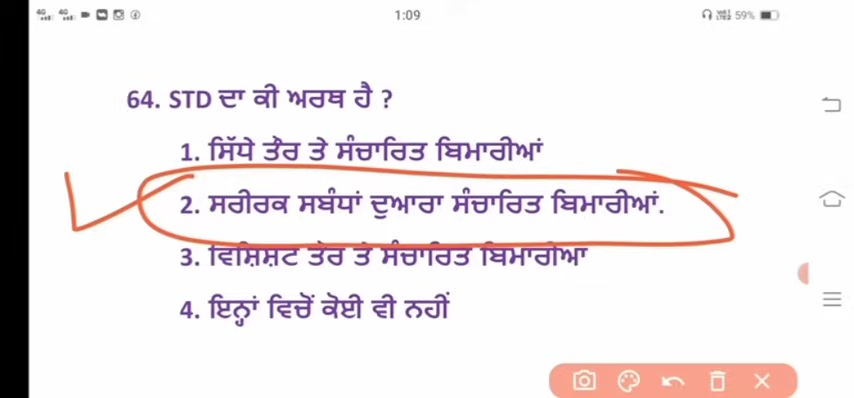 1:09
59%
64. STD ਦਾ ਕੀ ਅਰਥ ਹੈ ?
1. ਸਿੱਧੇ ਤੌਰ ਤੇ ਸੰਚਾਰਿਤ ਬਿਮਾਰੀਆਂ
2. ਸਰੀਰਕ ਸਬੰਧਾਂ ਦੁਆਰਾ ਸੰਚਾਰਿਤ ਬਿਮਾਰੀਆਂ.
3. ਵਿਸ਼ਿਸ਼ਟ ਤੋਰ ਤੇ ਸੰਚਾਰਿਤ ਬਿਮਾਰੀਆ
4. ਇਨ੍ਹਾਂ ਵਿਚੋਂ ਕੋਈ ਵੀ ਨਹੀਂ